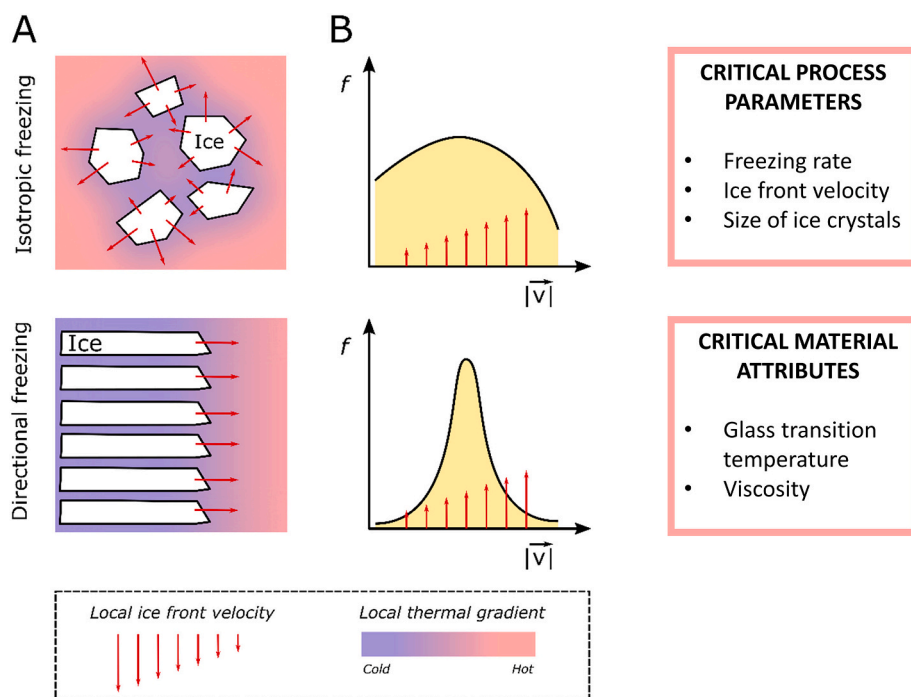 A
B
Isotropic freezing
Ice
f
|v|
CRITICAL PROCESS
PARAMETERS
• Freezing rate
• Ice front velocity
• Size of ice crystals
Directional freezing
Ice
f
|v|
CRITICAL MATERIAL
ATTRIBUTES
• Glass transition
temperature
• Viscosity
Local ice front velocity
Local thermal gradient
Cold
Hot